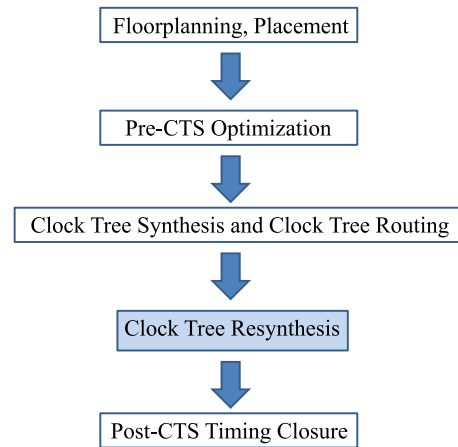 Floorplanning, Placement
Pre-CTS Optimization
Clock Tree Synthesis and Clock Tree Routing
Clock Tree Resynthesis
Post-CTS Timing Closure